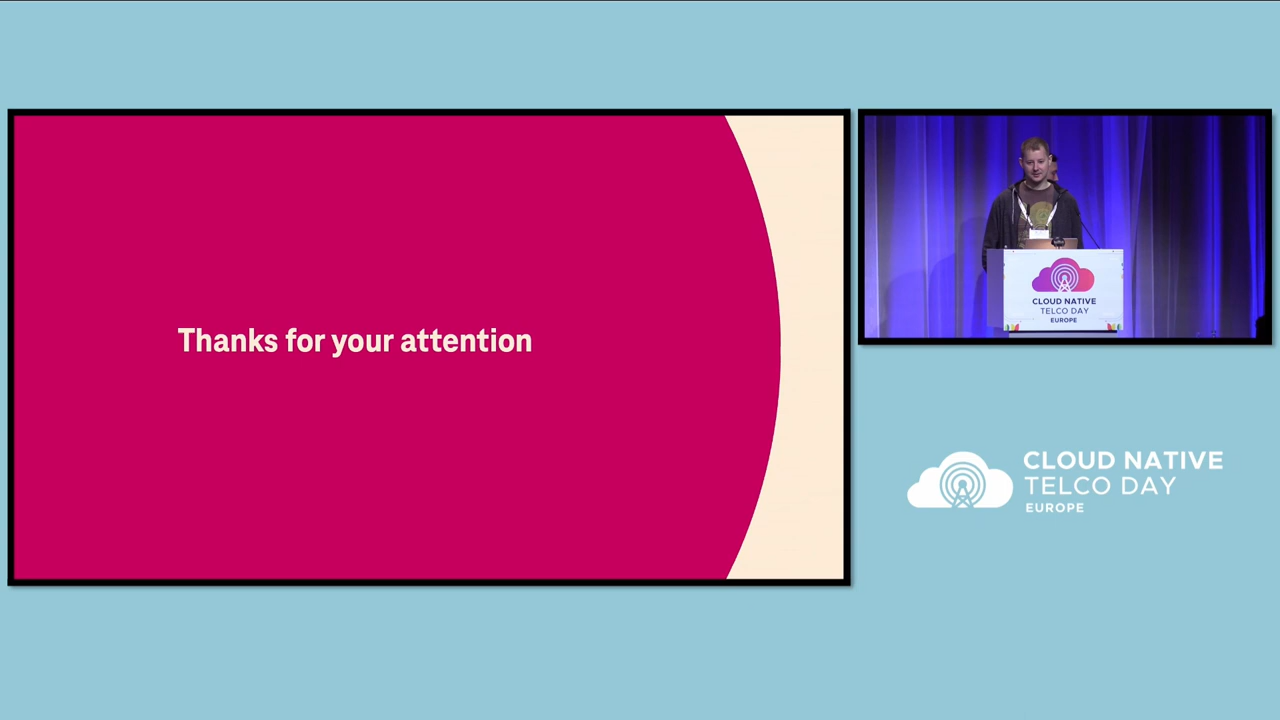 Thanks for your attention
CLOUD NATIVE
TELCO DAY
EUROPE
CLOUD NATIVE
TELCO DAY
EUROPE